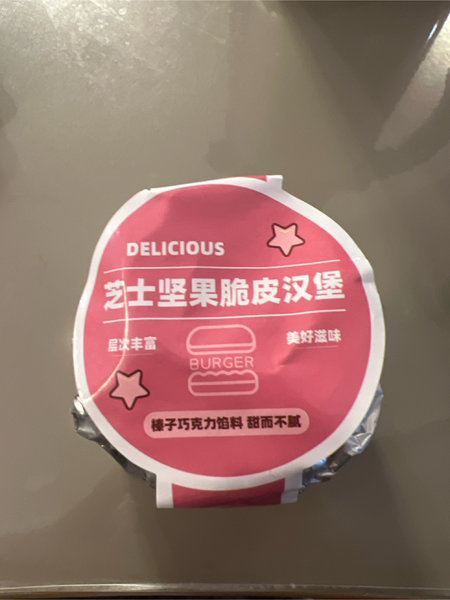 DELICIOUS
芝士坚果脆皮汉堡
层次丰富
美好滋味
BURGER
榛子巧克力馅料 甜而不腻